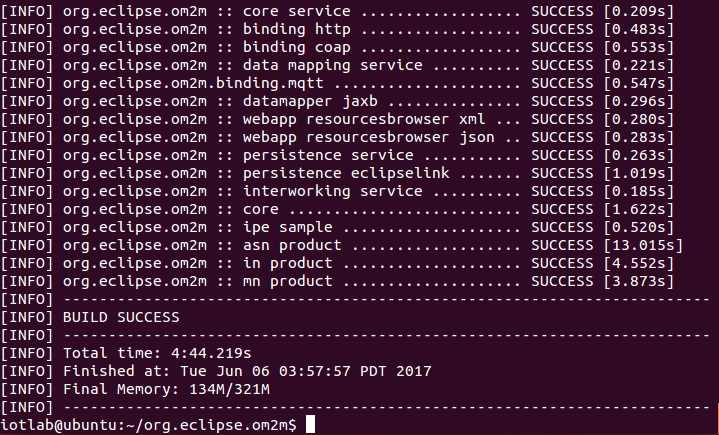 [INFO] org.eclipse.om2m :: core service .................. SUCCESS [0.209s]
[INFO] org.eclipse.om2m :: binding http .................. SUCCESS [0.483s]
[INFO] org.eclipse.om2m :: binding coap .................. SUCCESS [0.553s]
[INFO] org.eclipse.om2m :: data mapping service .......... SUCCESS [0.221s]
[INFO] org.eclipse.om2m.binding.mqtt ..................... SUCCESS [0.547s]
[INFO] org.eclipse.om2m :: datamapper jaxb ............... SUCCESS [0.296s]
[INFO] org.eclipse.om2m :: webapp resourcesbrowser xml ... SUCCESS [0.280s]
[INFO] org.eclipse.om2m :: webapp resourcesbrowser json .. SUCCESS [0.283s]
[INFO] org.eclipse.om2m :: persistence service ........... SUCCESS [0.263s]
[INFO] org.eclipse.om2m :: persistence eclipselink ....... SUCCESS [1.019s]
[INFO] org.eclipse.om2m :: interworking service .......... SUCCESS [0.185s]
[INFO] org.eclipse.om2m :: core .......................... SUCCESS [1.622s]
[INFO] org.eclipse.om2m :: ipe sample .................... SUCCESS [0.520s]
[INFO] org.eclipse.om2m :: asn product ................... SUCCESS [13.015s]
[INFO] org.eclipse.om2m :: in product .................... SUCCESS [4.552s]
[INFO] org.eclipse.om2m :: mn product .................... SUCCESS [3.873s]
[INFO] ------------------------------------------------------------------------
[INFO] BUILD SUCCESS
[INFO] ------------------------------------------------------------------------
[INFO] Total time: 4:44.219s
[INFO] Finished at: Tue Jun 06 03:57:57 PDT 2017
[INFO] Final Memory: 134M/321M
[INFO] ------------------------------------------------------------------------
iotlab@ubuntu:~/org.eclipse.om2m$